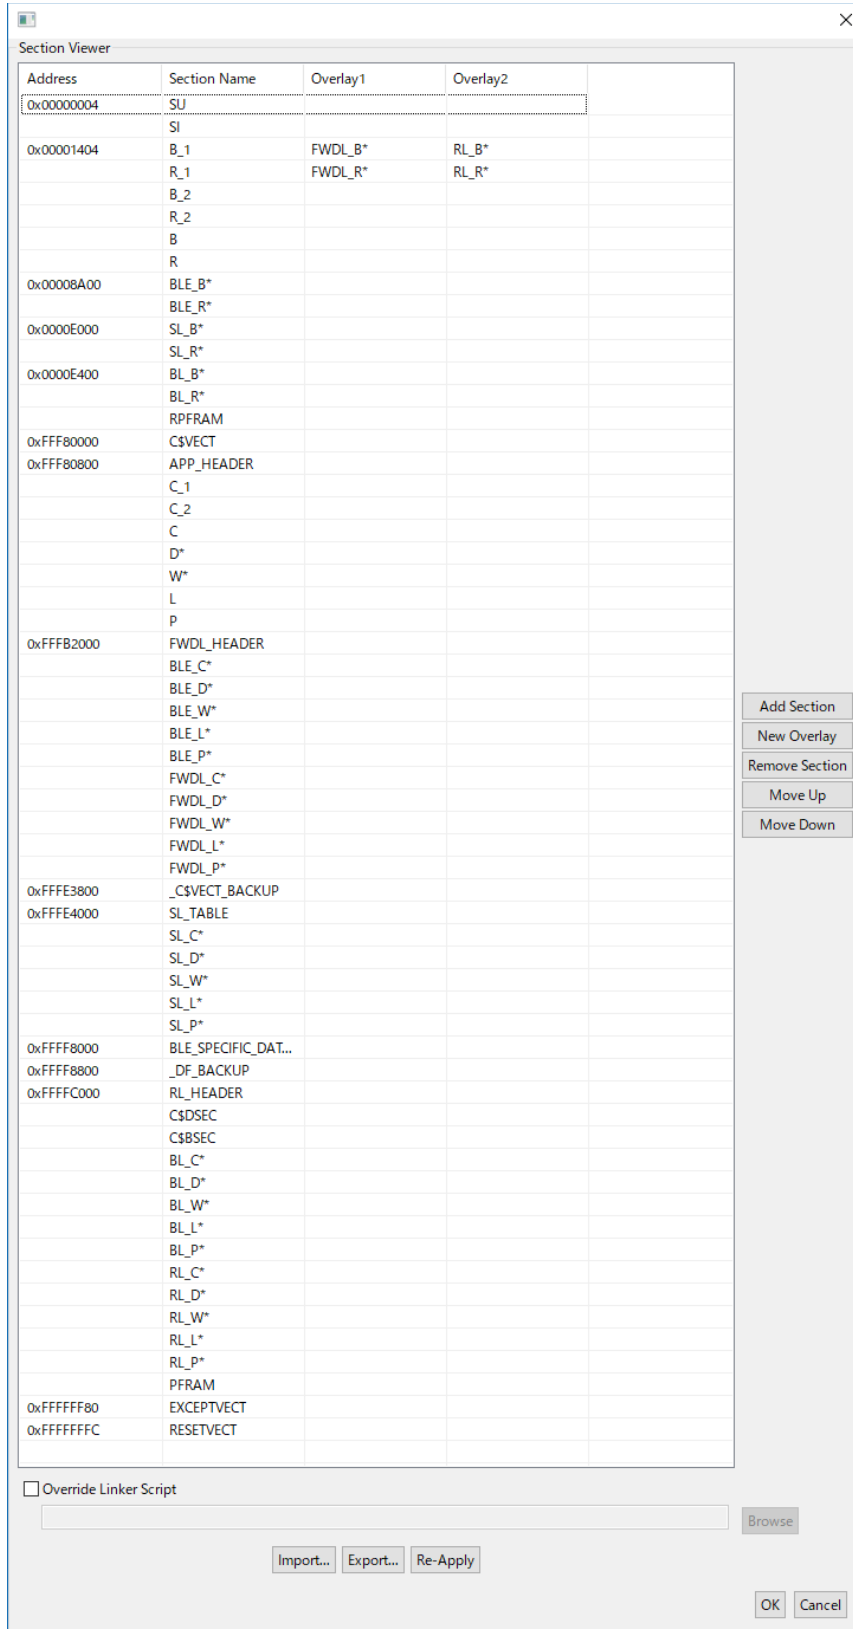 Section Viewer
Address Section Name Overlay1 Overlay2
0x00000004 SU
SI
0x00001404 B_1 FWDL_B* RL_B*
R_1 FWDL_R* RL_R*
B_2
R_2
B
R
0x00008A00 BLE_B*
BLE_R*
0x0000E000 SL_B*
SL_R*
0x0000E400 BL_B*
BL_R*
RPFRAM
0xFFF80000 C$VECT
0xFFF80800 APP_HEADER
C_1
C_2
C
D*
W*
L
P
0xFFFB2000 FWDL_HEADER
BLE_C*
BLE_D*
BLE_W*
BLE_L*
BLE_P*
FWDL_C*
FWDL_D*
FWDL_W*
FWDL_L*
FWDL_P*
0xFFFE3800 _C$VECT_BACKUP
0xFFFE4000 SL_TABLE
SL_C*
SL_D*
SL_W*
SL_L*
SL_P*
0xFFFF8000 BLE_SPECIFIC_DAT...
0xFFFF8800 _DF_BACKUP
0xFFFFC000 RL_HEADER
C$DSEC
C$BSEC
BL_C*
BL_D*
BL_W*
BL_L*
BL_P*
RL_C*
RL_D*
RL_W*
RL_L*
RL_P*
PFRAM
0xFFFFFF80 EXCEPTVECT
0xFFFFFFFC RESETVECT
Add Section
New Overlay
Remove Section
Move Up
Move Down
Override Linker Script
Browse
Import... Export... Re-Apply
OK Cancel